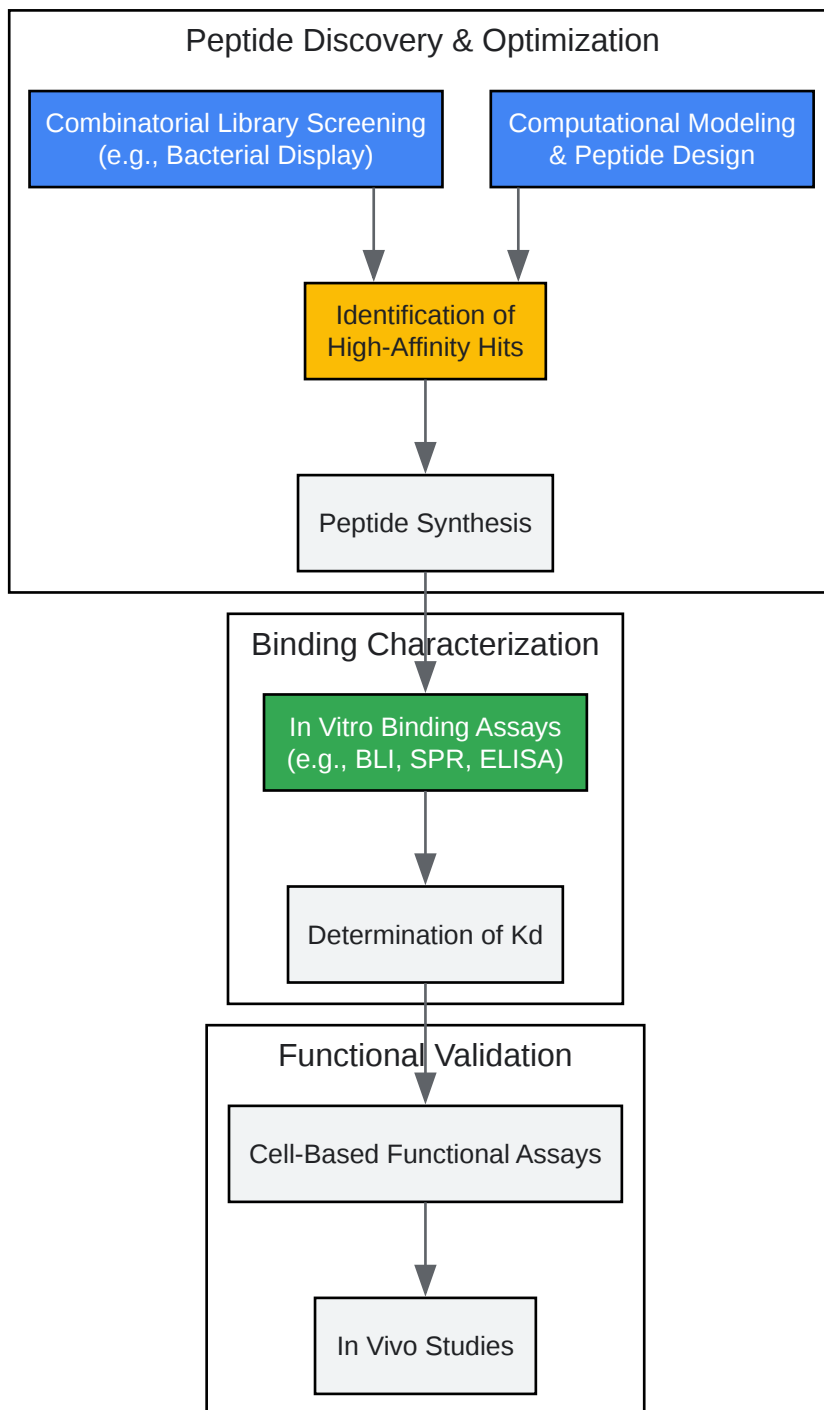 Peptide Discovery & Optimization
Combinatorial Library Screening
(e.g., Bacterial Display)
Computational Modeling
& Peptide Design
Identification of
High-Affinity Hits
Peptide Synthesis
Binding Characterization
In Vitro Binding Assays
(e.g., BLI, SPR, ELISA)
Determination of Kd
Functional Validation
Cell-Based Functional Assays
In Vivo Studies